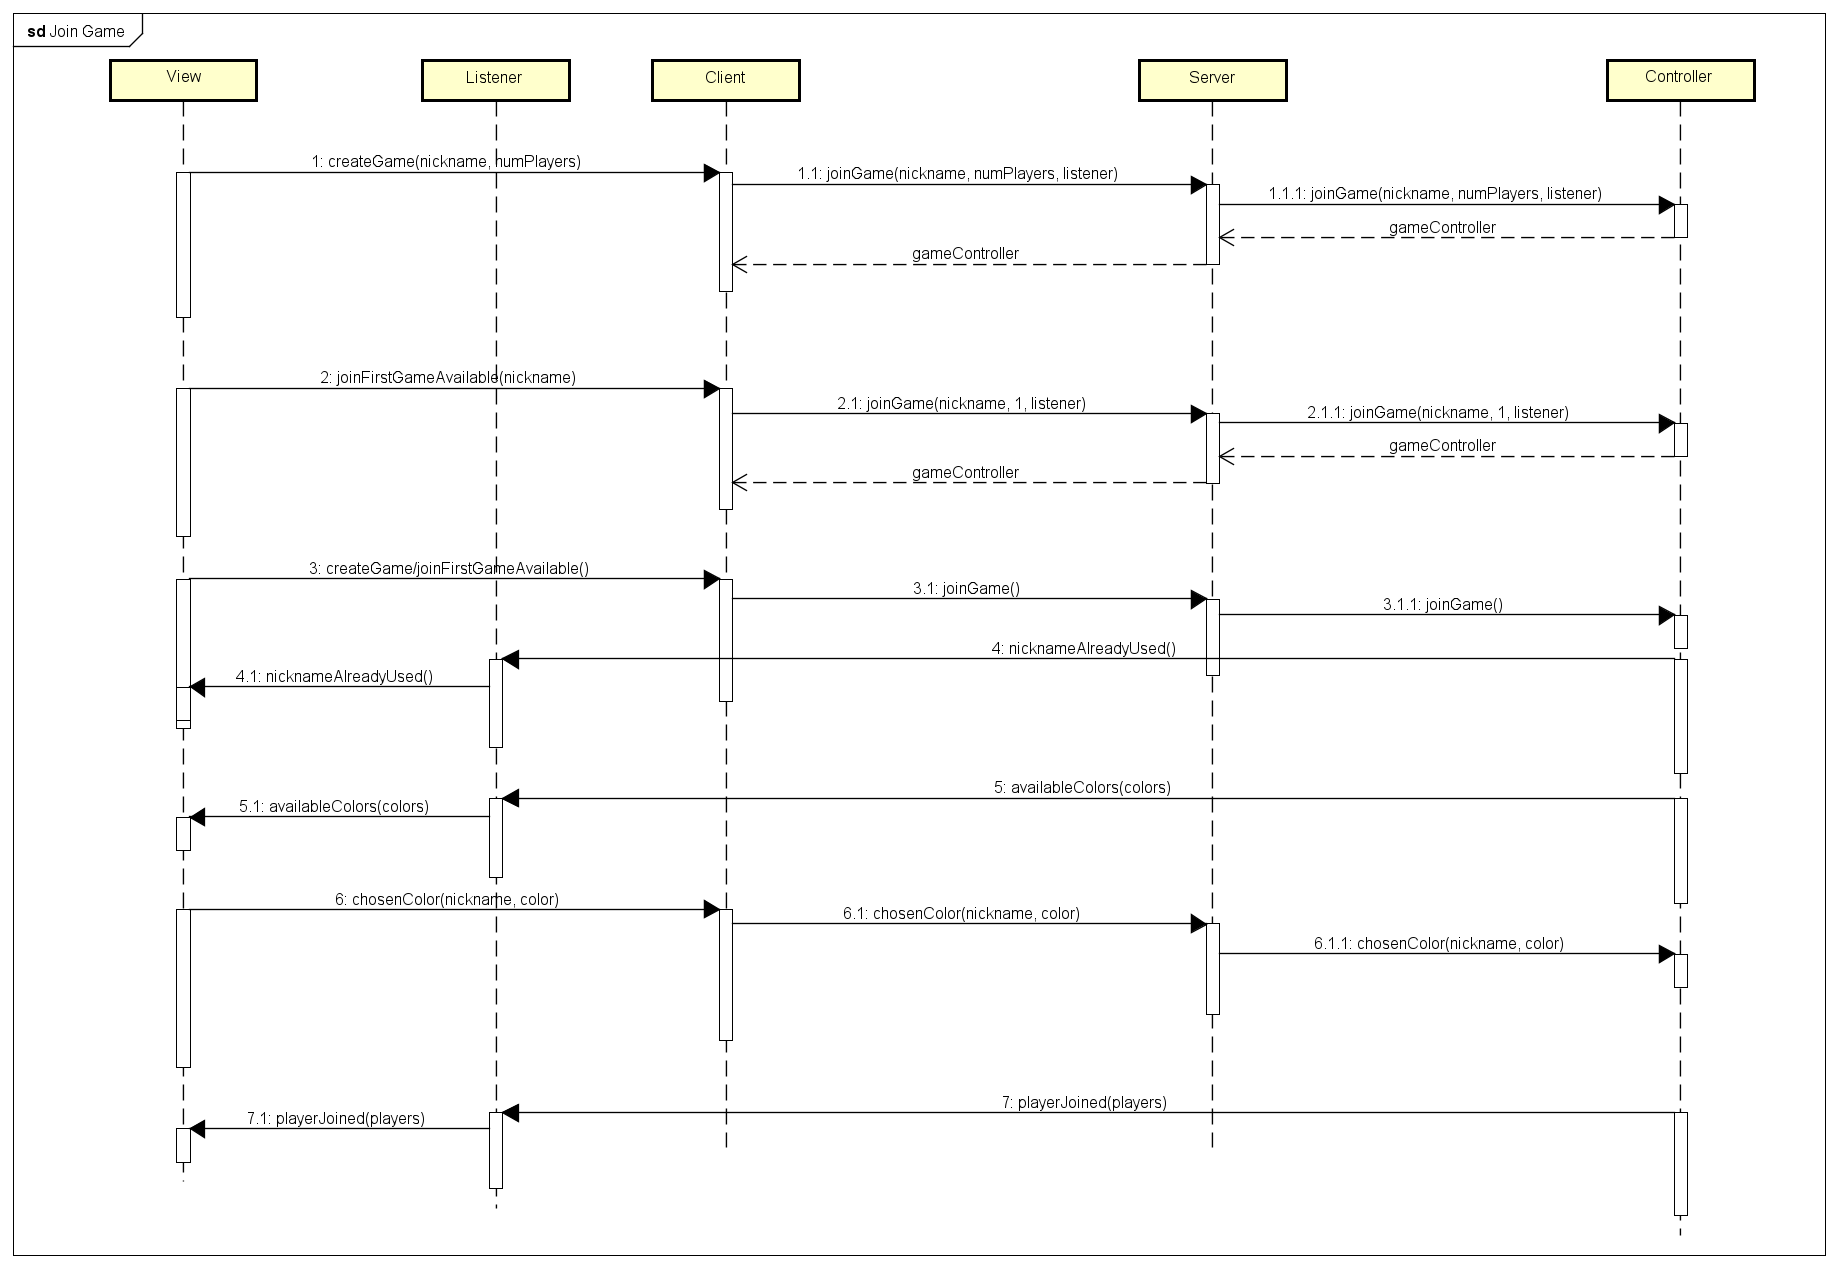 sd Join Game
View
Listener
Client
Server
Controller
1: createGame(nickname, numPlayers)
1.1: joinGame(nickname, numPlayers, listener)
1.1.1: joinGame(nickname, numPlayers, listener)
gameController
gameController
2: joinFirstGameAvailable(nickname)
2.1: joinGame(nickname, 1, listener)
2.1.1: joinGame(nickname, 1, listener)
gameController
gameController
3: createGame/joinFirstGameAvailable()
3.1: joinGame()
3.1.1: joinGame()
4: nicknameAlreadyUsed()
4.1: nicknameAlreadyUsed()
5: availableColors(colors)
5.1: availableColors(colors)
6: chosenColor(nickname, color)
6.1: chosenColor(nickname, color)
6.1.1: chosenColor(nickname, color)
7: playerJoined(players)
7.1: playerJoined(players)